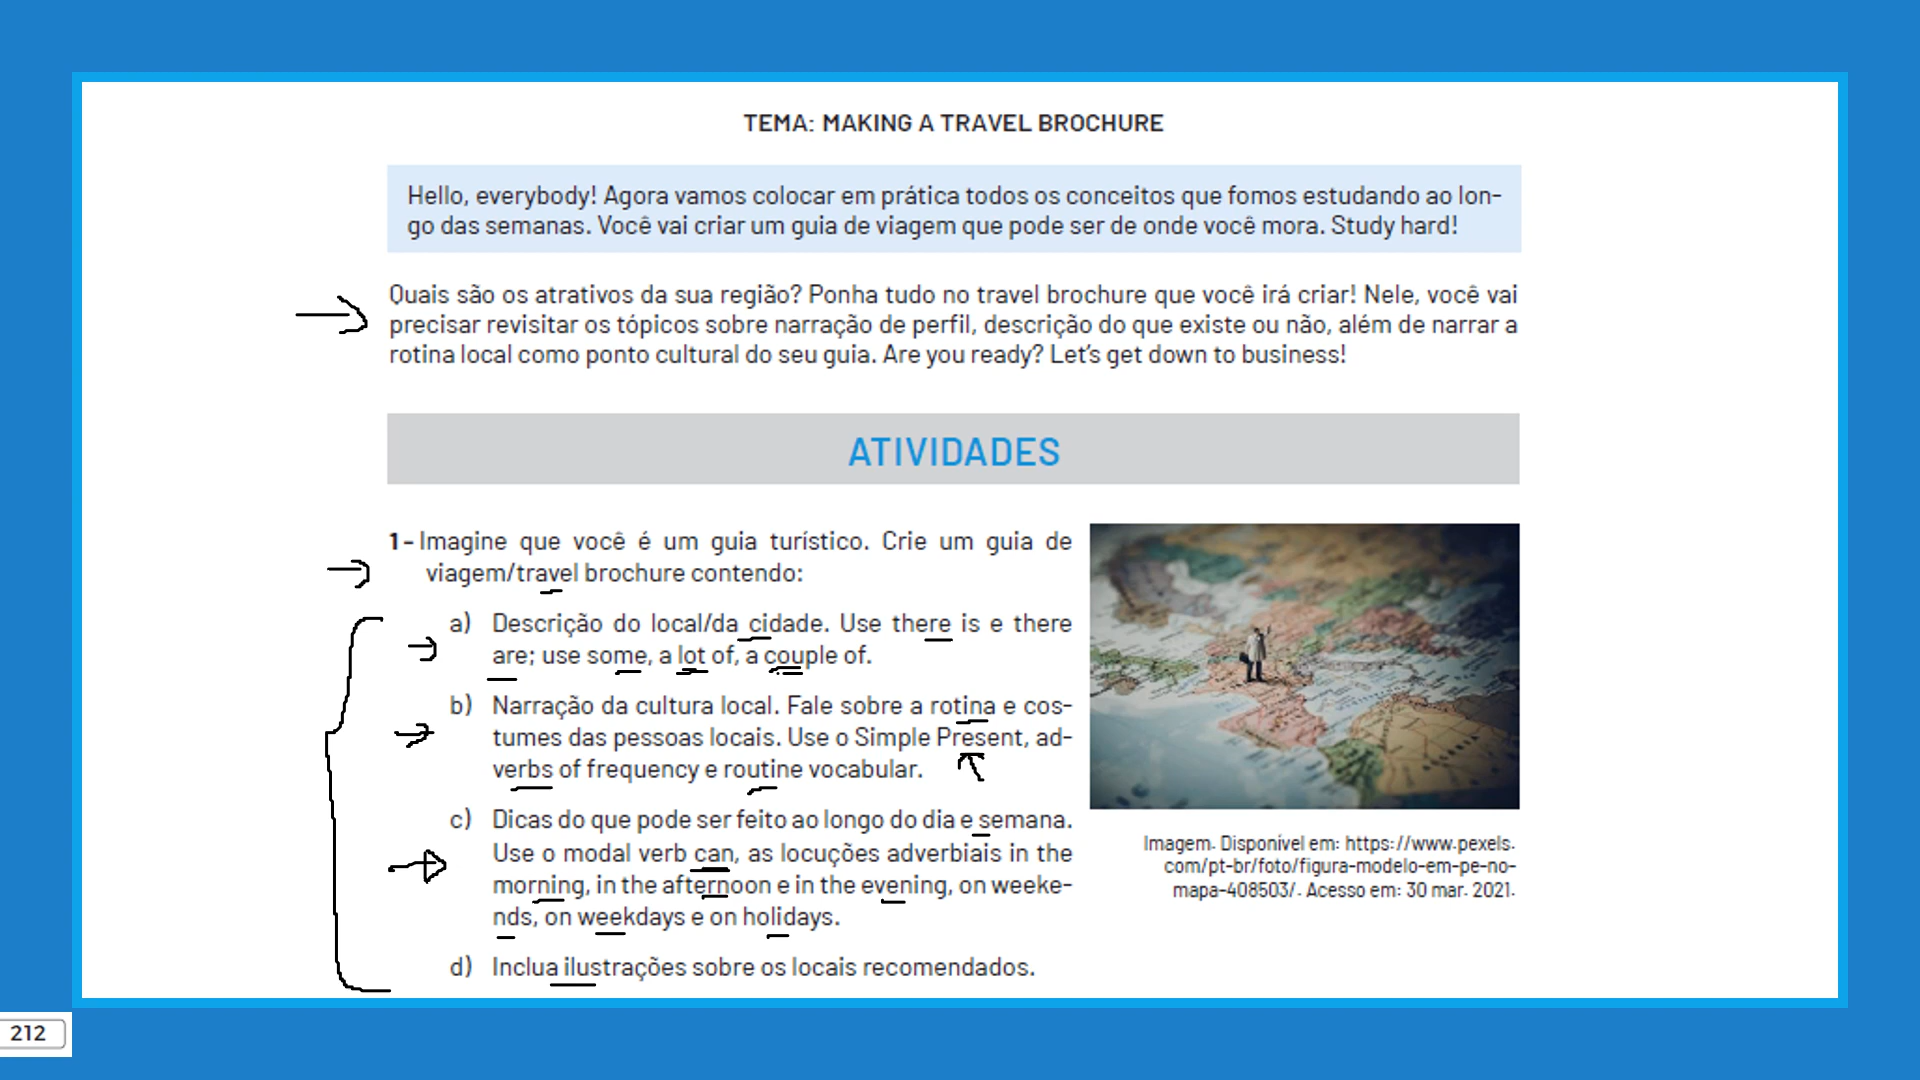 TEMA: MAKING A TRAVEL BROCHURE
Hello, everybody! Agora vamos colocar em prática todos os conceitos que fomos estudando ao lon-
go das semanas. Você vai criar um guia de viagem que pode ser de onde você mora. Study hard!
Quais são os atrativos da sua região? Ponha tudo no travel brochure que você irá criar! Nele, você vai
precisar revisitar os tópicos sobre narração de perfil, descrição do que existe ou não, além de narrar a
rotina local como ponto cultural do seu guia. Are you ready? Let's get down to business!
ATIVIDADES
1 - Imagine que você é um guia turístico. Crie um guia de
viagem/travel brochure contendo:
a) Descrição do local/da cidade. Use there is e there
are; use some, a lot of, a couple of.
b) Narração da cultura local. Fale sobre a rotina e cos-
tumes das pessoas locais. Use o Simple Present, ad-
verbs of frequency e routine vocabular.
c) Dicas do que pode ser feito ao longo do dia e semana.
Use o modal verb can, as locuções adverbiais in the
morning, in the afternoon e in the evening, on weeke-
nds, on weekdays e on holidays.
d) Inclua ilustrações sobre os locais recomendados.
Imagem. Disponível em: https://www.pexels.
com/pt-br/foto/figura-modelo-em-pe-no-
mapa-408503/. Acesso em: 30 mar. 2021.
212